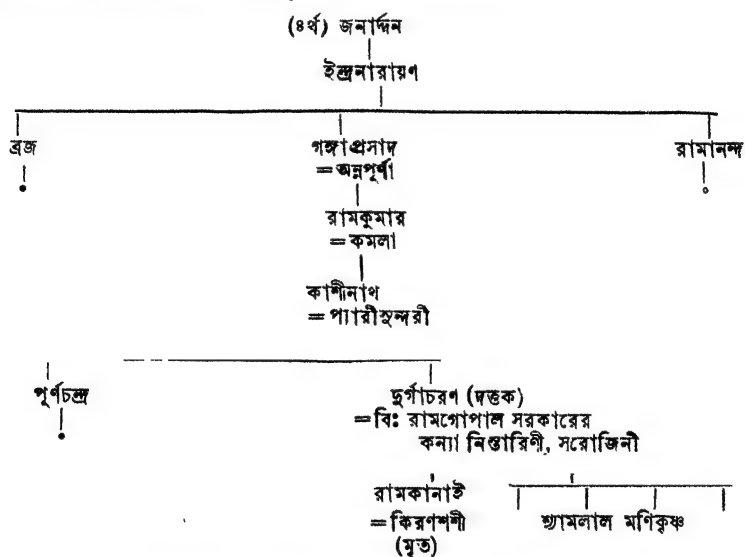 (৪র্থ) জনার্দ্দন
ইন্দ্রনারায়ণ
ব্রজ গঙ্গাপ্রসাদ রামানন্দ
=অন্নপূর্ণা
রামকুমার
=কমলা
কাশীনাথ
=প্যারীসুন্দরী
পূর্ণচন্দ্র দুর্গাচরণ (দত্তক)
=বিঃ রামগোপাল সরকারের
কন্যা নিস্তারিণী, সরোজিনী
রামকানাই
=কিরণশশী শ্যামলাল মণিকৃষ্ণ
(মৃত)